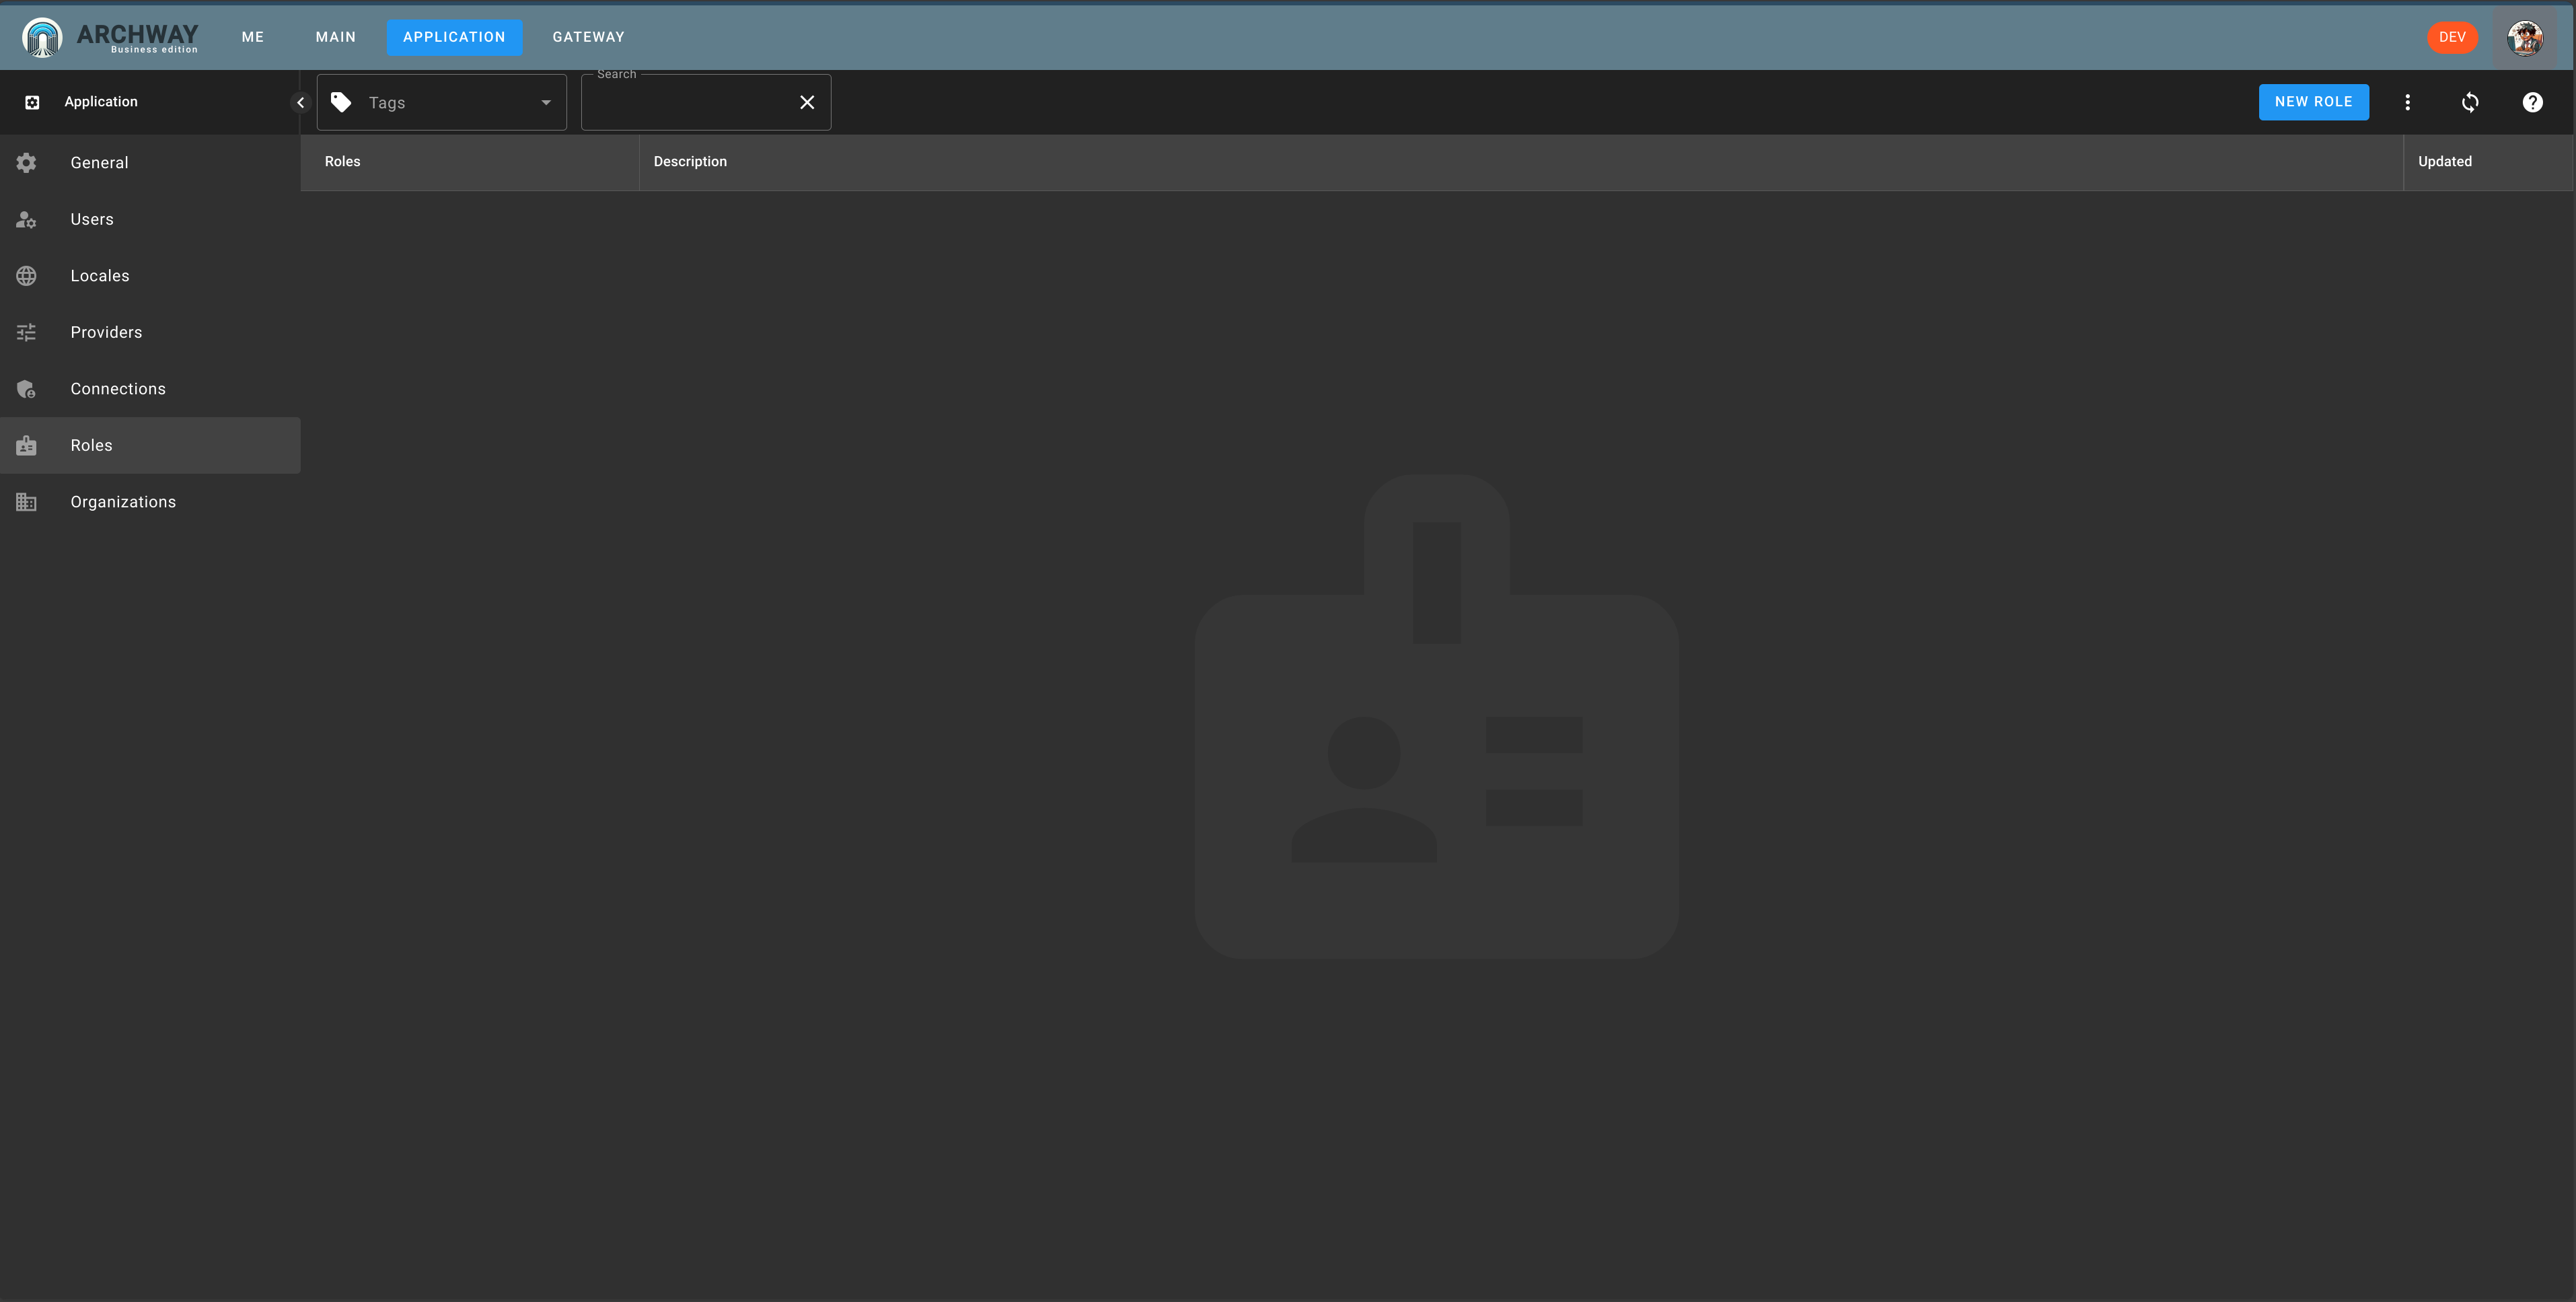 ARCHWAY
Business edition
ME
MAIN
APPLICATION
GATEWAY
DEV
Application
Tags
Search
NEW ROLE
General
Users
Locales
Providers
Connections
Roles
Organizations
Roles
Description
Updated